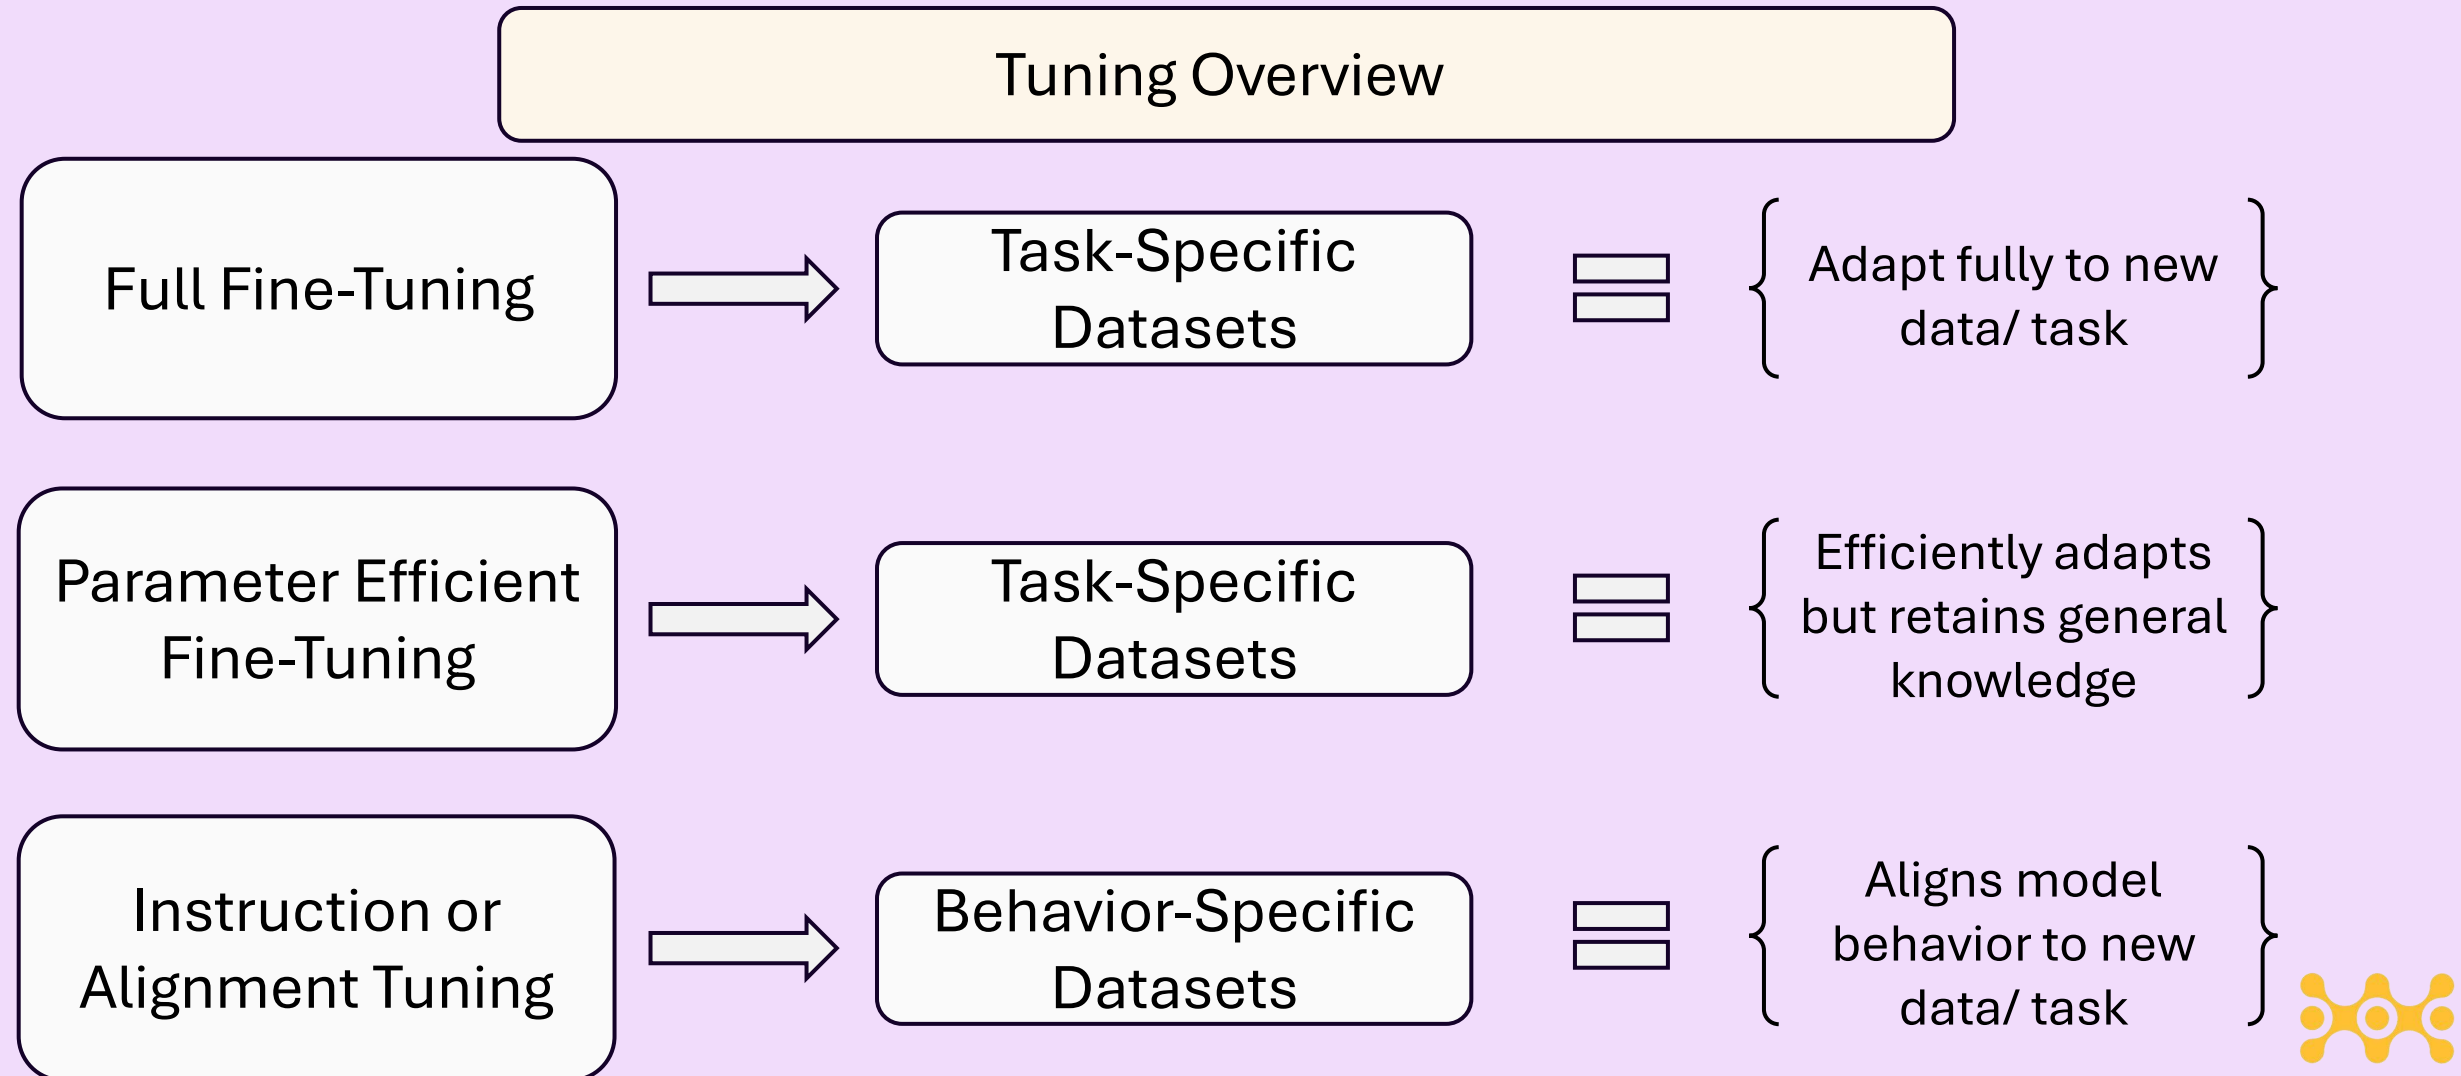 Tuning Overview
Full Fine-Tuning
Task-Specific
Datasets
Adapt fully to new
data/ task
Parameter Efficient
Fine-Tuning
Task-Specific
Datasets
Efficiently adapts
but retains general
knowledge
Instruction or
Alignment Tuning
Behavior-Specific
Datasets
Aligns model
behavior to new
data/ task